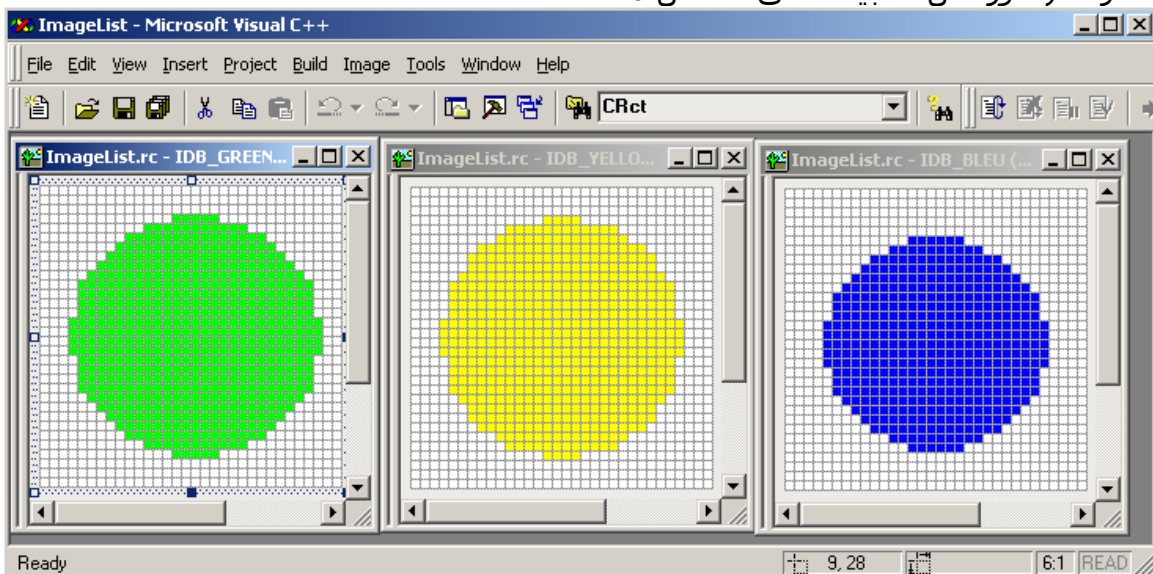 ImageList - Microsoft Visual C++
File Edit View Insert Project Build Image Tools Window Help
CRct
ImageList.rc - IDB_GREEN...
ImageList.rc - IDB_YELLO...
ImageList.rc - IDB_BLEU (...
Ready
9, 28
6:1
READ